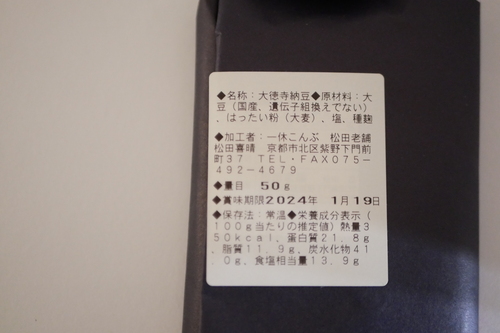 ◆名称：大徳寺納豆◆原材料：大
豆（国産、遺伝子組換えでない）
、はったい粉（大麦）、塩、種麹
◆加工者：一休こんぶ　松田老舗
松田喜晴　京都市北区紫野下門前
町３７　ＴＥＬ・ＦＡＸ０７５－
４９２－４６７９
◆量目　５０ｇ
◆賞味期限２０２４年　１月１９日
◆保存法：常温◆栄養成分表示（
１００ｇ当たりの推定値）熱量３
５０ｋｃａｌ、蛋白質２１．８ｇ
、脂質１１．９ｇ、炭水化物４１
．０ｇ、食塩相当量１３．９ｇ